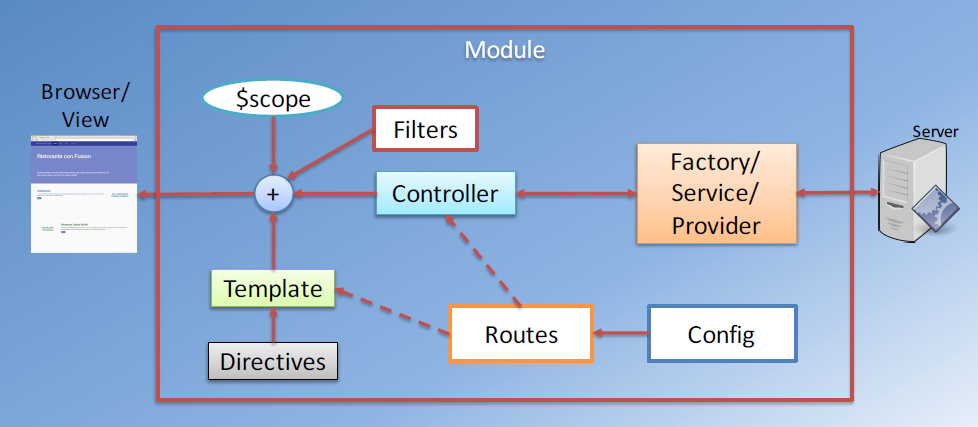 Module
Browser/
View
$scope
Filters
Server
Ristorante con Fusion
+
Controller
Factory/
Service/
Provider
Template
Routes
Config
Directives